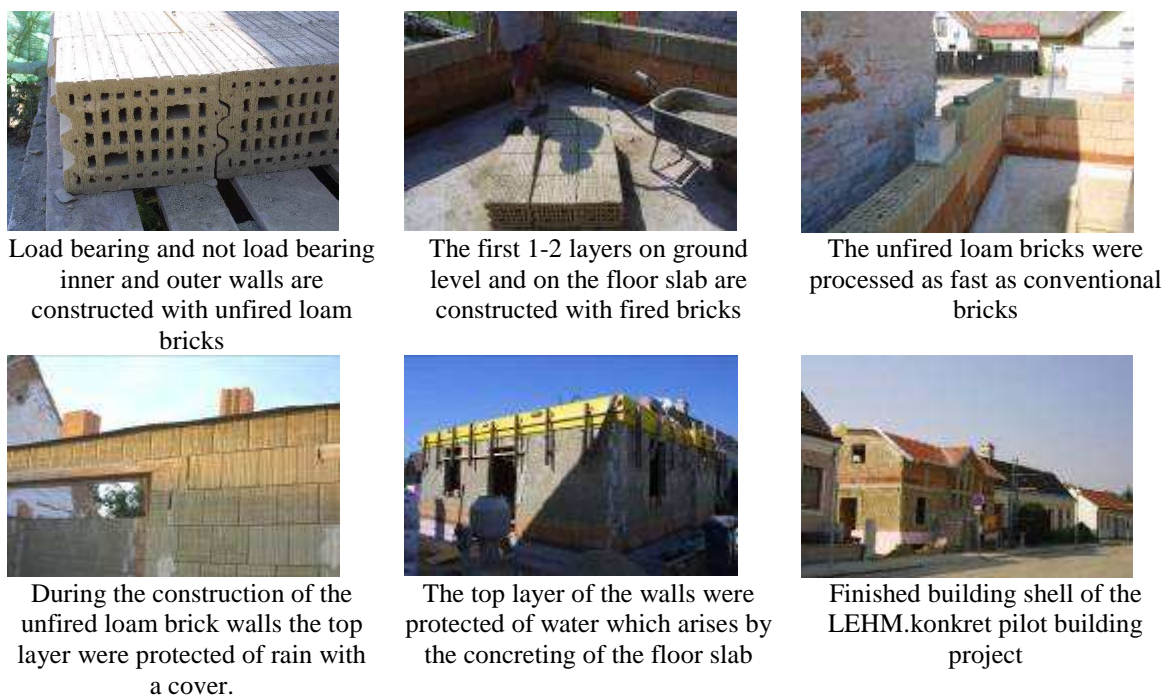 Load bearing and not load bearing
inner and outer walls are
constructed with unfired loam
bricks
The first 1-2 layers on ground
level and on the floor slab are
constructed with fired bricks
The unfired loam bricks were
processed as fast as conventional
bricks
During the construction of the
unfired loam brick walls the top
layer were protected of rain with
a cover.
The top layer of the walls were
protected of water which arises by
the concreting of the floor slab
Finished building shell of the
LEHM.konkret pilot building
project